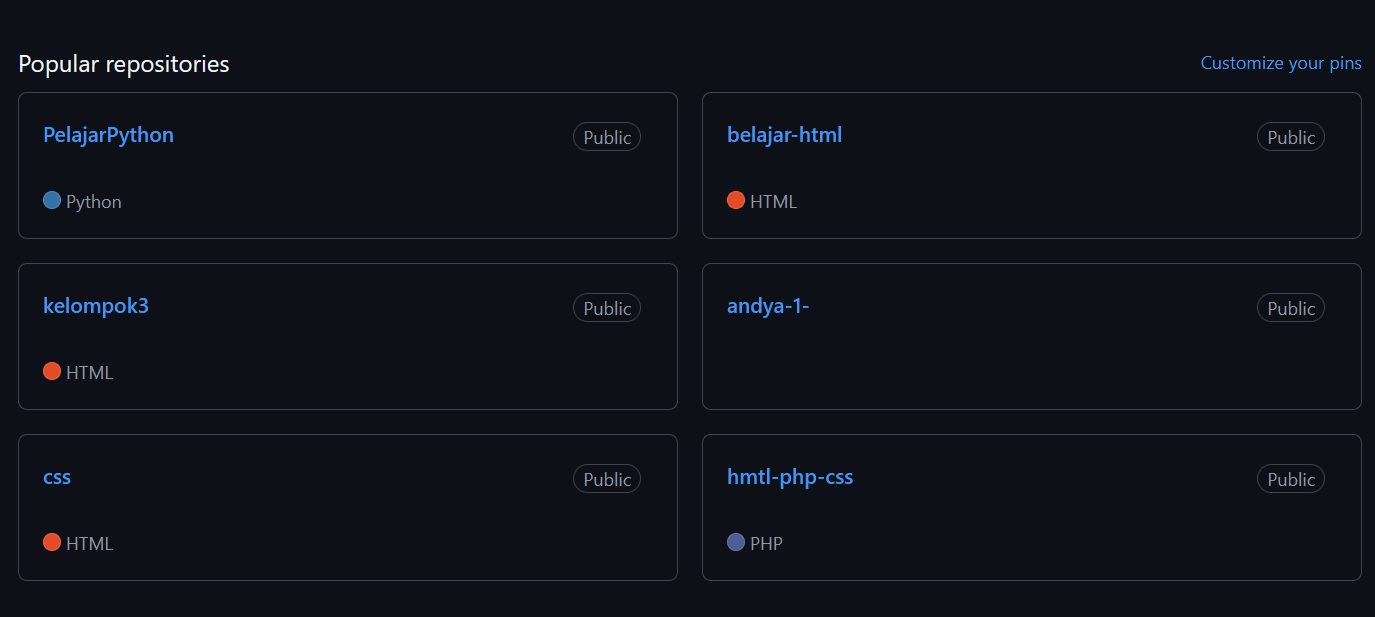 Popular repositories
Customize your pins
PelajarPython
Public
Python
belajar-html
Public
HTML
kelompok3
Public
HTML
andya-1-
Public
css
Public
HTML
hmtl-php-css
Public
PHP